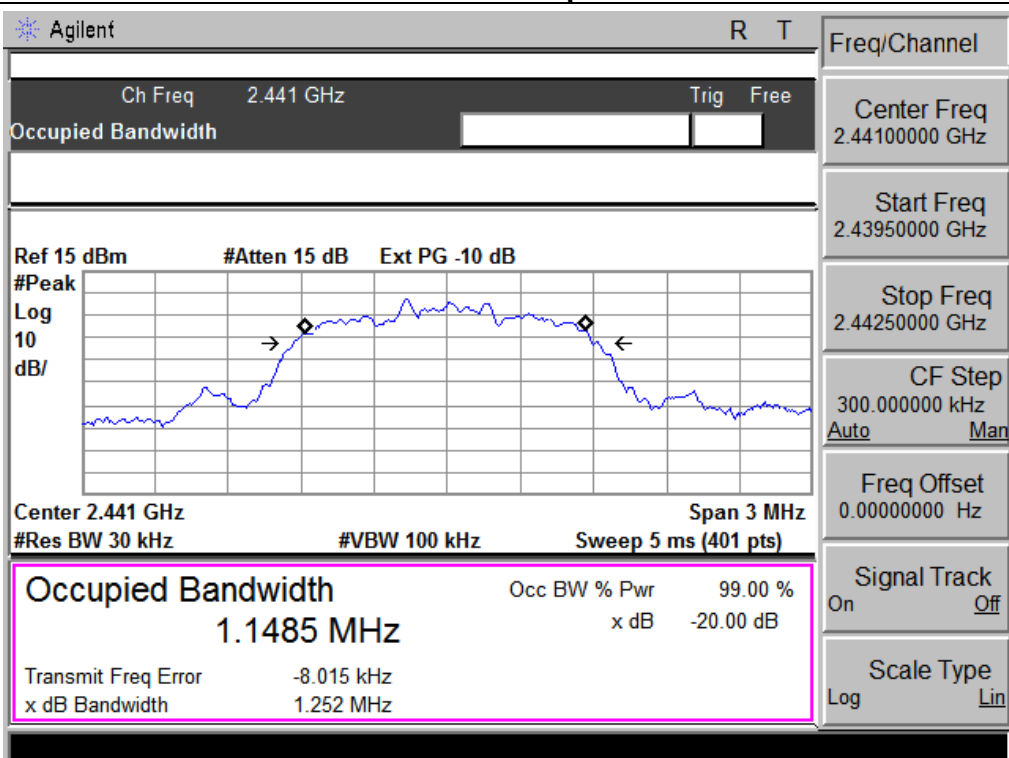 Agilent R T
Ch Freq 2.441 GHz Trig Free
Occupied Bandwidth
Ref 15 dBm #Atten 15 dB Ext PG -10 dB
#Peak
Log
10
dB/
Center 2.441 GHz Span 3 MHz
#Res BW 30 kHz #VBW 100 kHz Sweep 5 ms (401 pts)
Occupied Bandwidth
1.1485 MHz
Occ BW % Pwr 99.00 %
x dB -20.00 dB
Transmit Freq Error -8.015 kHz
x dB Bandwidth 1.252 MHz
Freq/Channel
Center Freq
2.44100000 GHz
Start Freq
2.43950000 GHz
Stop Freq
2.44250000 GHz
CF Step
300.000000 kHz
Auto Man
Freq Offset
0.00000000 Hz
Signal Track
On Off
Scale Type
Log Lin